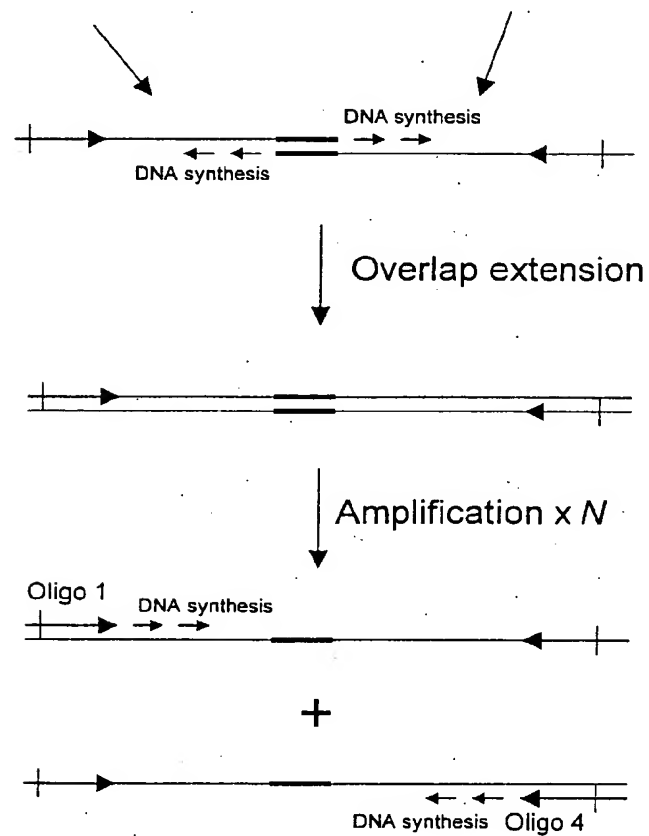 DNA synthesis
DNA synthesis
Overlap extension
Amplification x N
Oligo 1
DNA synthesis
+
DNA synthesis Oligo 4